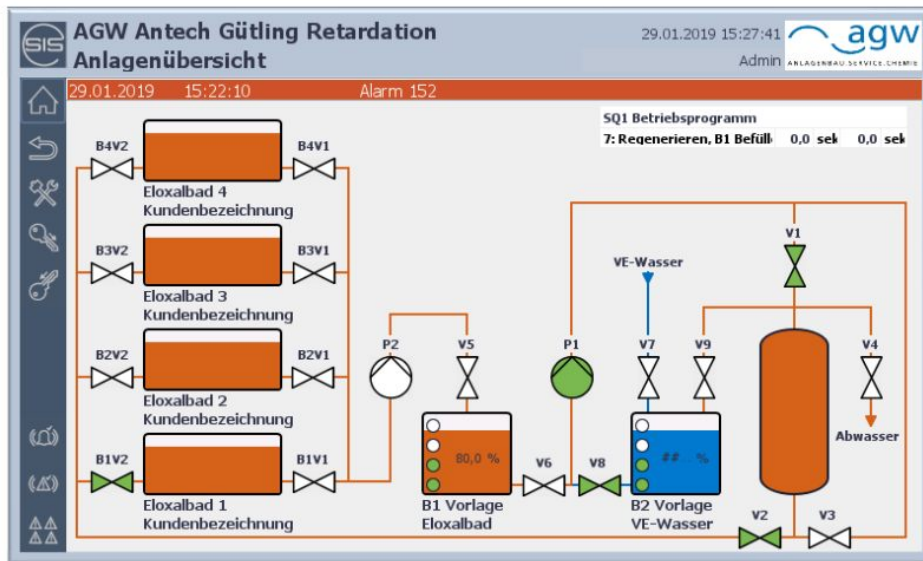 SIS
AGW Antech Gütling Retardation
Anlagenübersicht
29.01.2019 15:27:41
Admin
agw
ANLAGENBAU.SERVICE.CHEMIE
29.01.2019 15:22:10 Alarm 152
SQ1 Betriebsprogramm
7: Regenerieren, B1 Befüll 0,0 sek 0,0 sek
B4V2 B4V1
Eloxalbad 4
Kundenbezeichnung
B3V2 B3V1
Eloxalbad 3
Kundenbezeichnung
B2V2 B2V1
Eloxalbad 2
Kundenbezeichnung
B1V2 B1V1
Eloxalbad 1
Kundenbezeichnung
V1
VE-Wasser
P2 V5 P1 V7 V9 V4
Abwasser
80,0 %
##... %
V6 V8
B1 Vorlage
Eloxalbad
B2 Vorlage
VE-Wasser
V2 V3